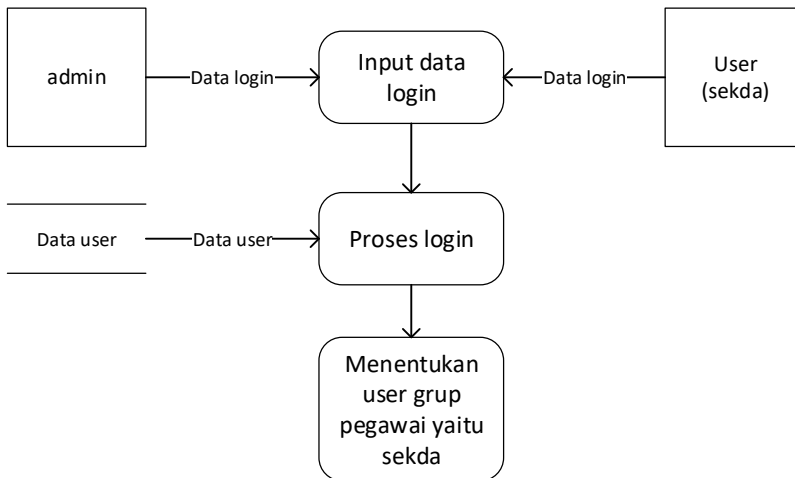 admin
Data login
Input data
login
Data login
User
(sekda)
Data user
Data user
Proses login
Menentukan
user grup
pegawai yaitu
sekda